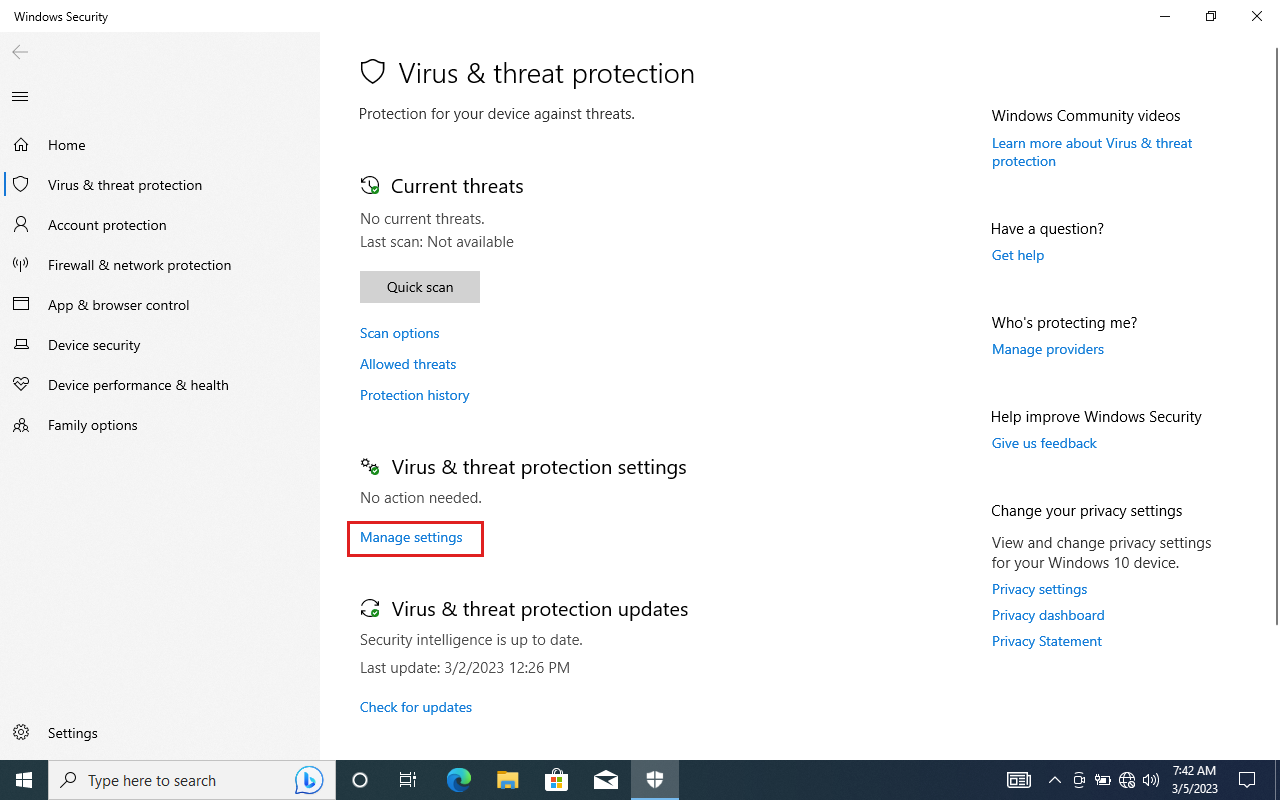 Windows Security
Home
Virus & threat protection
Account protection
Firewall & network protection
App & browser control
Device security
Device performance & health
Family options
Settings
Virus & threat protection
Protection for your device against threats.
Current threats
No current threats.
Last scan: Not available
Quick scan
Scan options
Allowed threats
Protection history
Virus & threat protection settings
No action needed.
Manage settings
Virus & threat protection updates
Security intelligence is up to date.
Last update: 3/2/2023 12:26 PM
Check for updates
Windows Community videos
Learn more about Virus & threat
protection
Have a question?
Get help
Who's protecting me?
Manage providers
Help improve Windows Security
Give us feedback
Change your privacy settings
View and change privacy settings
for your Windows 10 device.
Privacy settings
Privacy dashboard
Privacy Statement
Type here to search
7:42 AM
3/5/2023